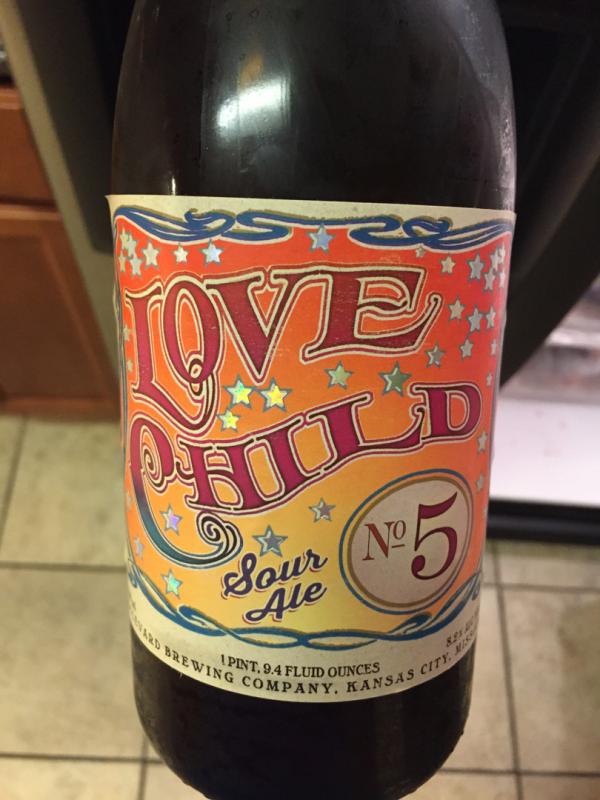 LOVE
CHILD
No 5
Sour
Ale
1 PINT, 9.4 FLUID OUNCES
BREWING COMPANY, KANSAS CITY,